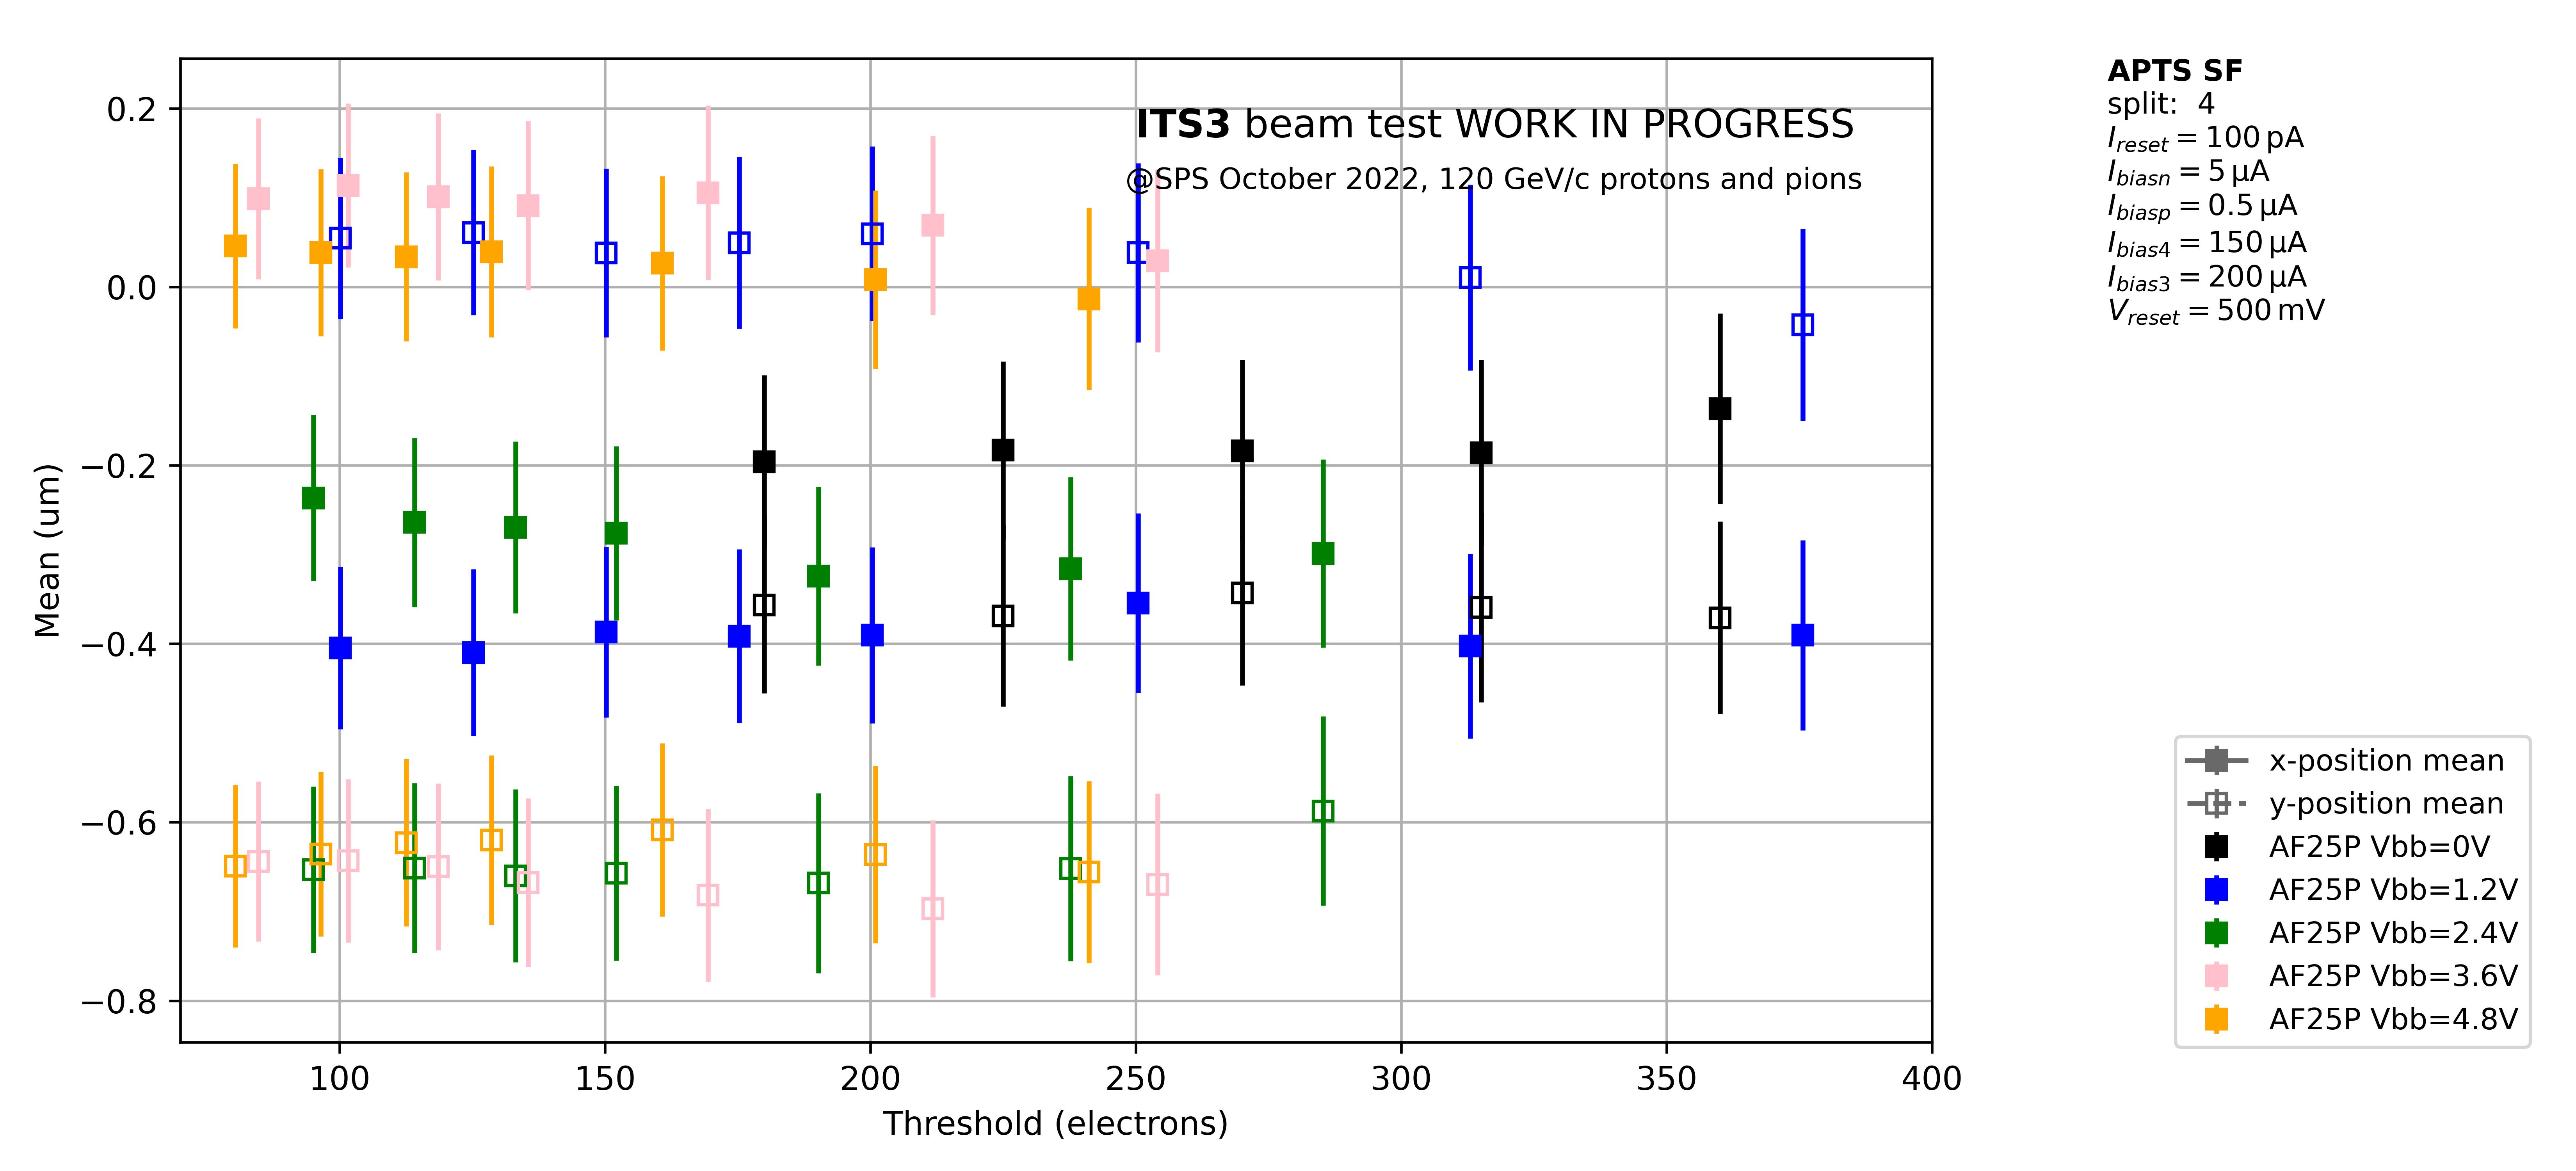 ITS3 beam test WORK IN PROGRESS
@SPS October 2022, 120 GeV/c protons and pions
0.2
0.0
−0.2
−0.4
−0.6
−0.8
Mean (um)
100 150 200 250 300 350 400
Threshold (electrons)
APTS SF
split: 4
I_reset = 100 pA
I_biasn = 5 μA
I_biasp = 0.5 μA
I_bias4 = 150 μA
I_bias3 = 200 μA
V_reset = 500 mV
x-position mean
y-position mean
AF25P Vbb=0V
AF25P Vbb=1.2V
AF25P Vbb=2.4V
AF25P Vbb=3.6V
AF25P Vbb=4.8V